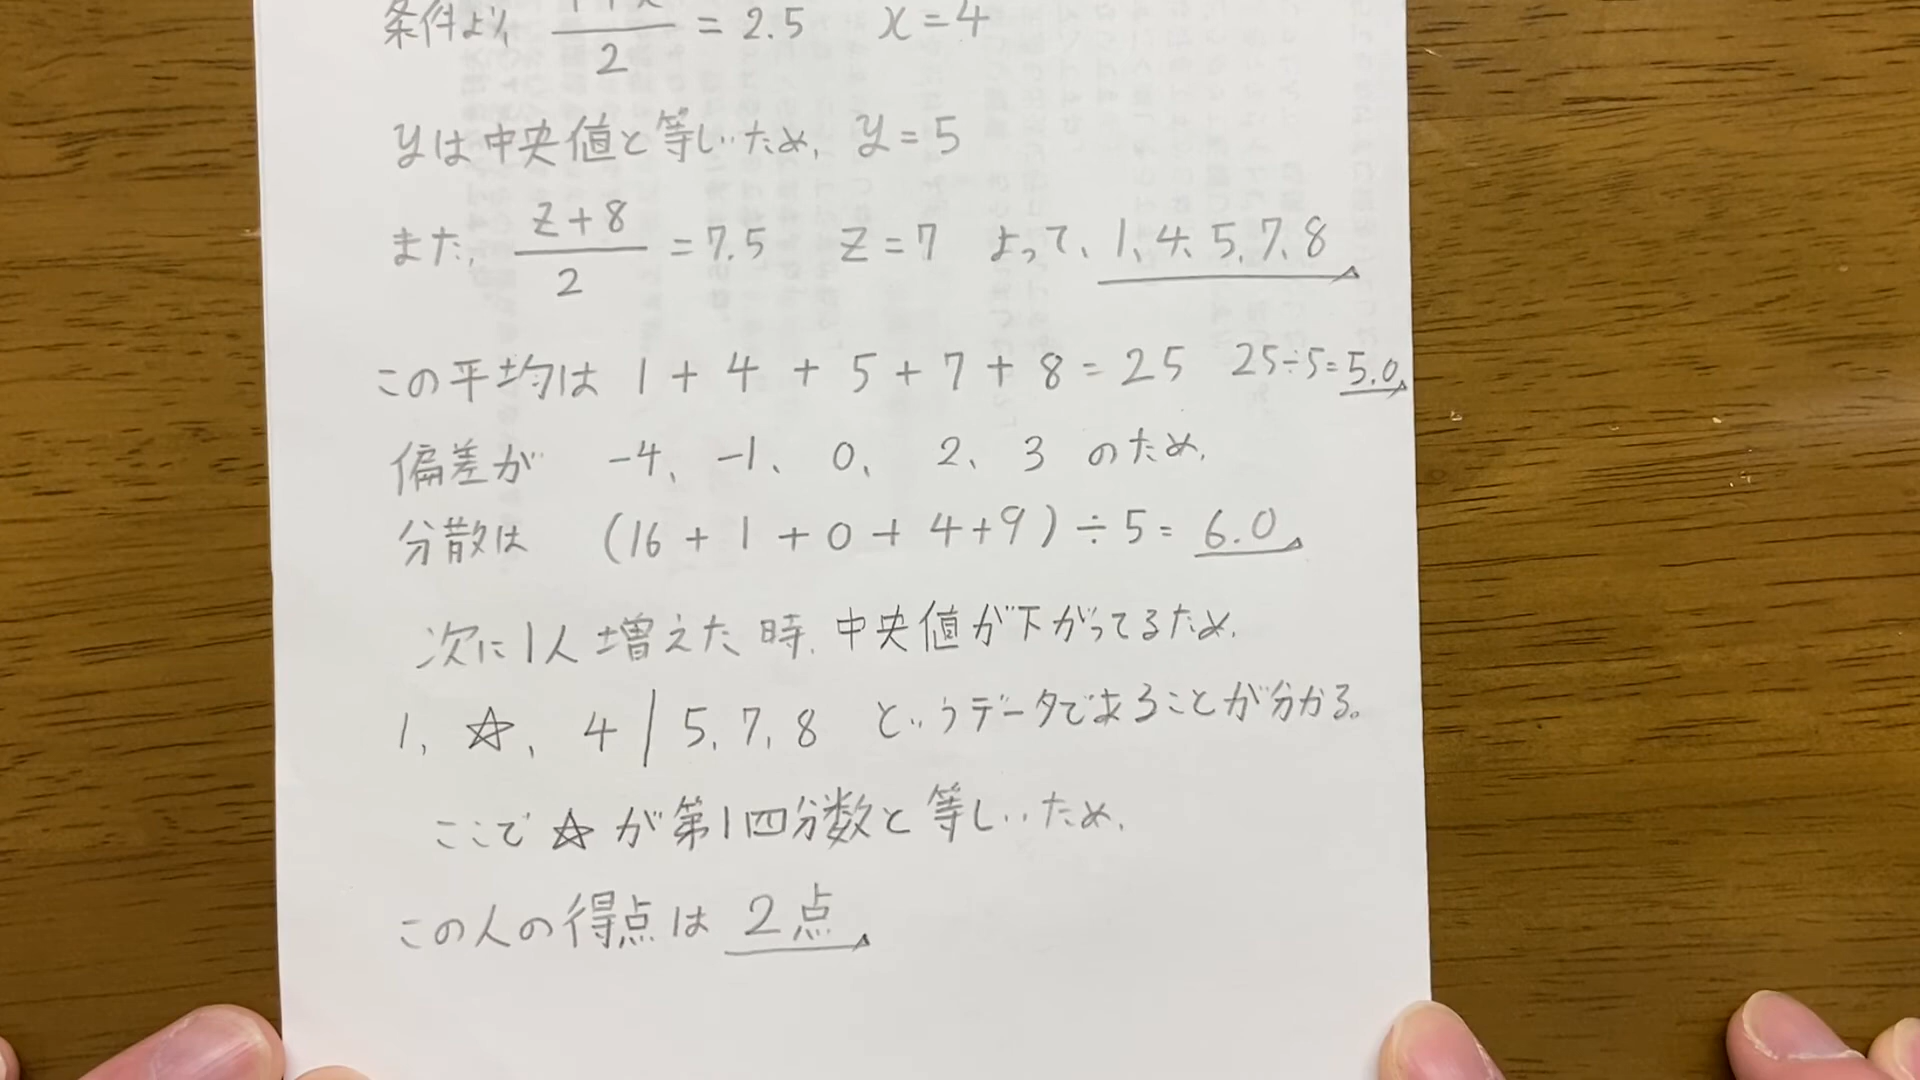 条件より 2 = 2.5 x = 4
yは中央値と等しいため、y = 5
また、 z+8/2 = 7.5 z = 7 よって、1、4、5、7、8
この平均は 1 + 4 + 5 + 7 + 8 = 25 25÷5=5.0
偏差が -4、-1、0、2、3 のため、
分散は (16 + 1 + 0 + 4 + 9) ÷ 5 = 6.0
次に1人増えた時、中央値が下がってるため、
1, ☆, 4 | 5, 7, 8 というデータであることが分かる。
ここで☆が第1四分数と等しいため、
この人の得点は 2点